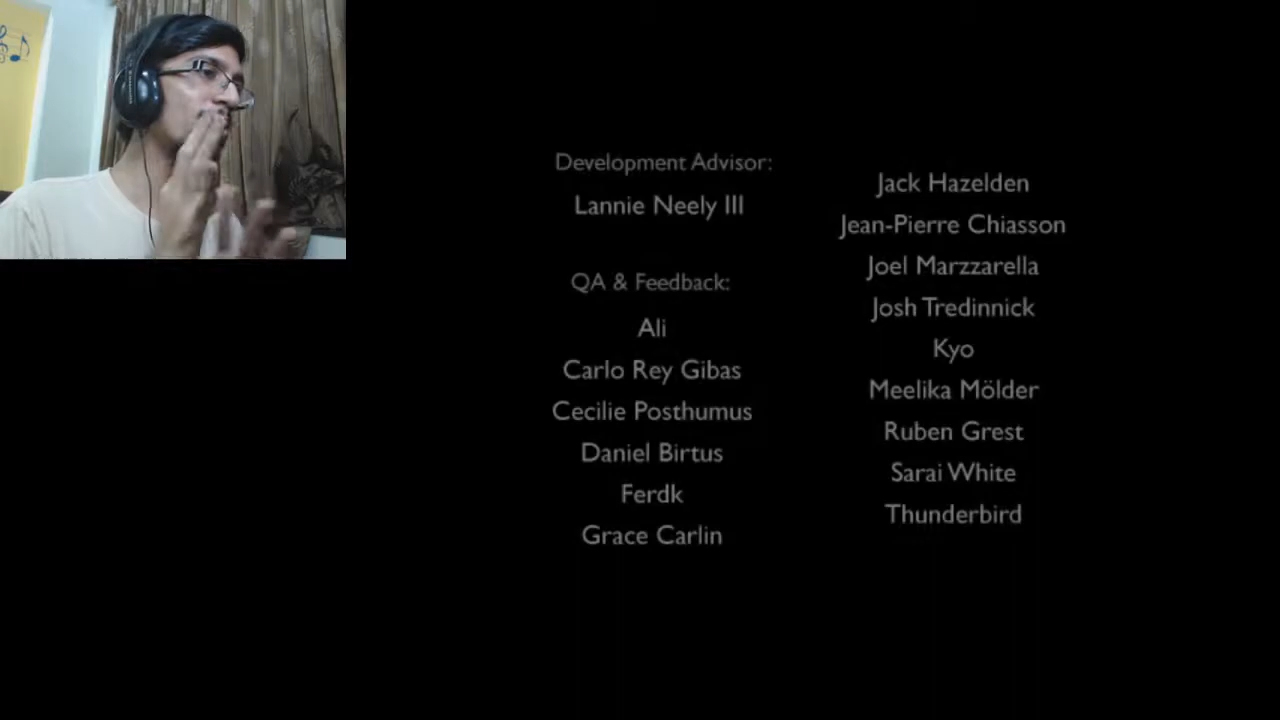 Development Advisor:
Lannie Neely III
QA & Feedback:
Ali
Carlo Rey Gibas
Cecilie Posthumus
Daniel Birtus
Ferdk
Grace Carlin
Jack Hazelden
Jean-Pierre Chiasson
Joel Marzzarella
Josh Tredinnick
Kyo
Meelika Mölder
Ruben Grest
Sarai White
Thunderbird